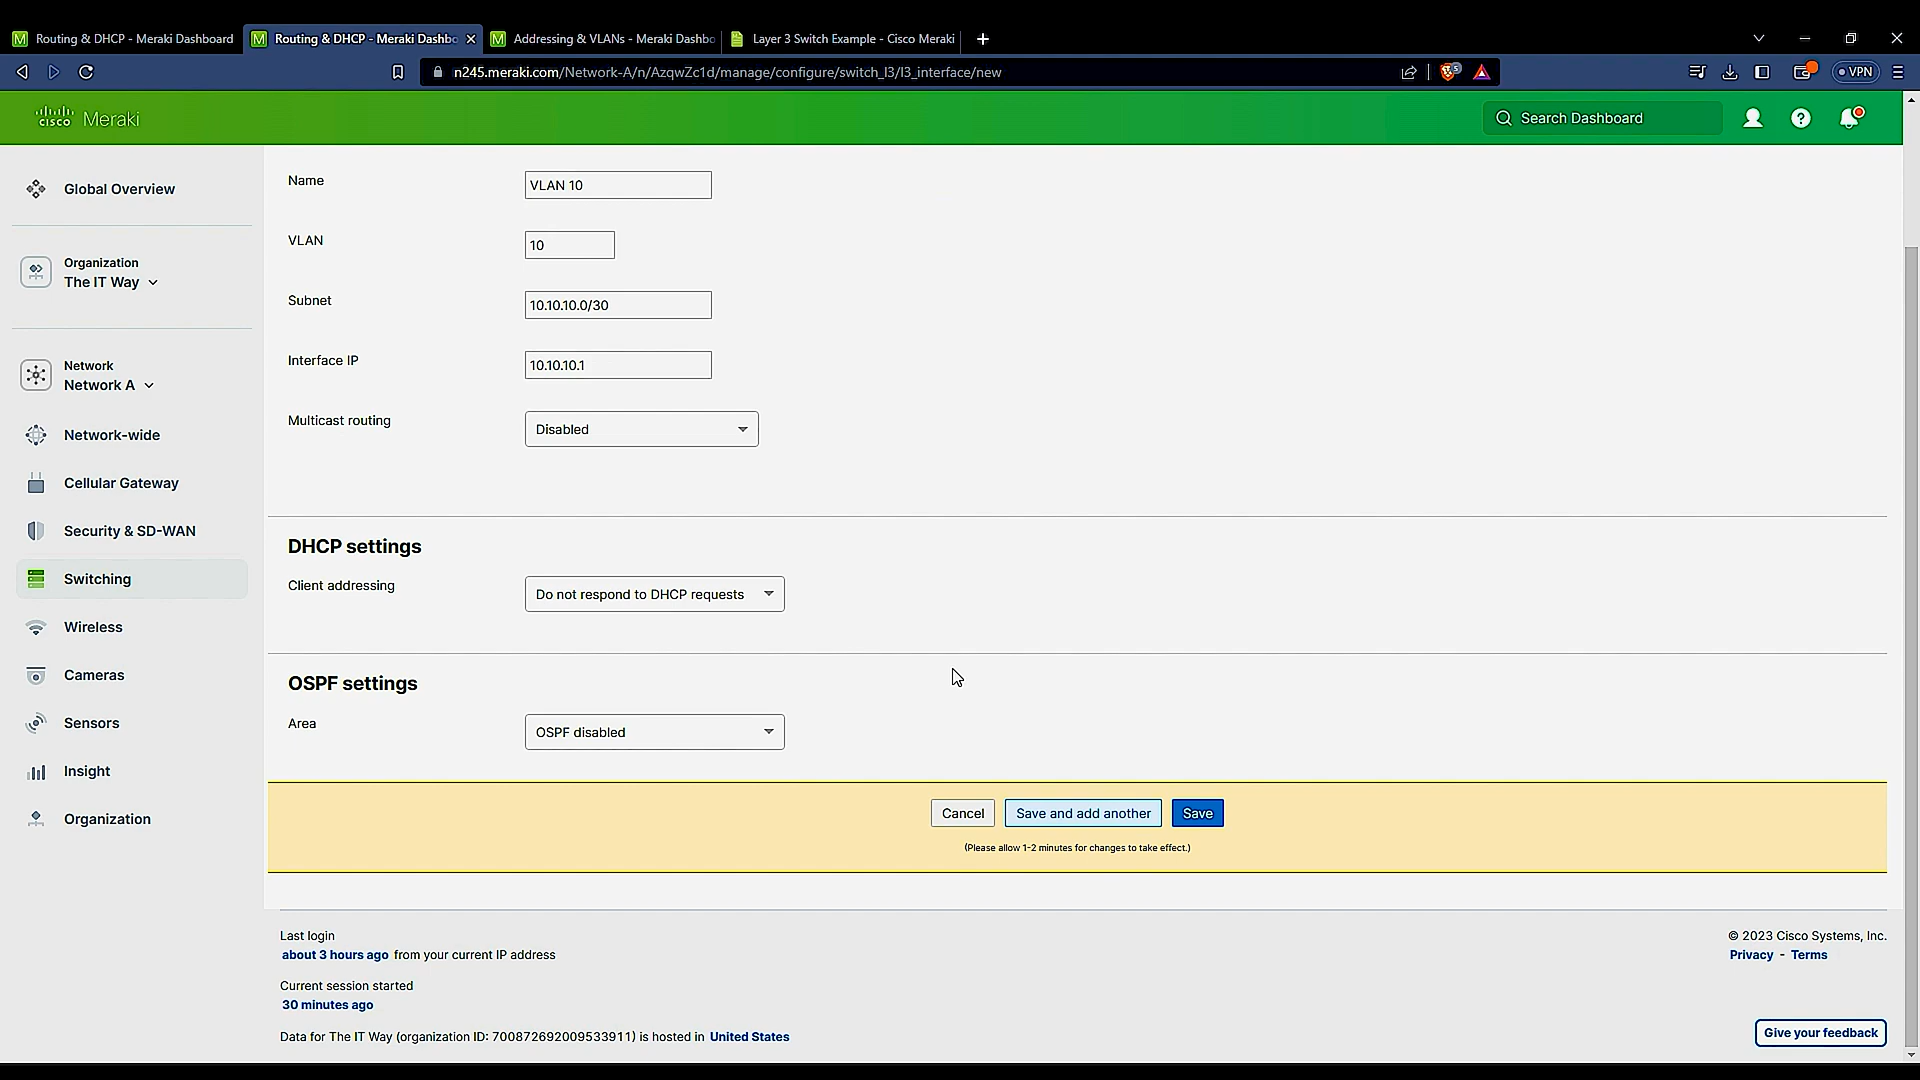 Routing & DHCP - Meraki Dashboard
Routing & DHCP - Meraki Dashbo
Addressing & VLANs - Meraki Dashbo
Layer 3 Switch Example - Cisco Meraki
n245.meraki.com/Network-A/n/AzqwZc1d/manage/configure/switch_l3/l3_interface/new
5
VPN
cisco Meraki
Search Dashboard
Global Overview
Organization
The IT Way
Network
Network A
Network-wide
Cellular Gateway
Security & SD-WAN
Switching
Wireless
Cameras
Sensors
Insight
Organization
Name
VLAN 10
VLAN
10
Subnet
10.10.10.0/30
Interface IP
10.10.10.1
Multicast routing
Disabled
DHCP settings
Client addressing
Do not respond to DHCP requests
OSPF settings
Area
OSPF disabled
Cancel
Save and add another
Save
(Please allow 1-2 minutes for changes to take effect.)
Last login
about 3 hours ago from your current IP address
Current session started
30 minutes ago
Data for The IT Way (organization ID: 700872692009533911) is hosted in United States
© 2023 Cisco Systems, Inc.
Privacy - Terms
Give your feedback